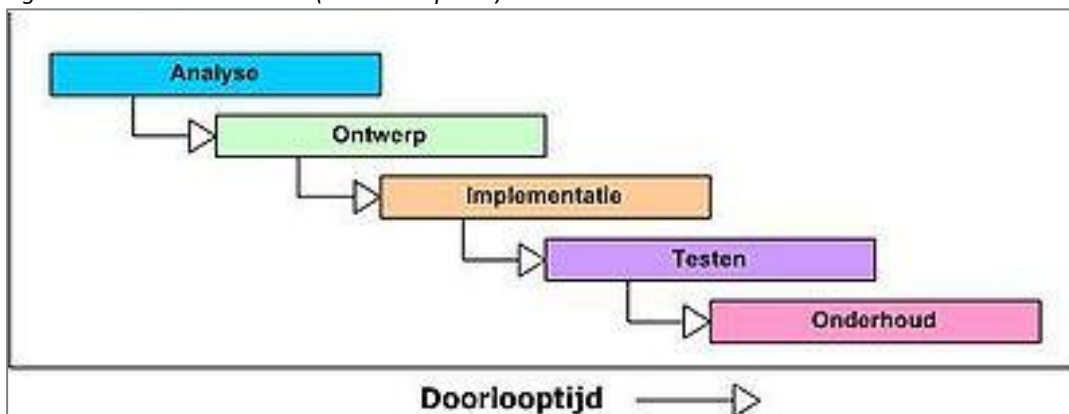 Analyse
Ontwerp
Implementatie
Testen
Onderhoud
Doorlooptijd